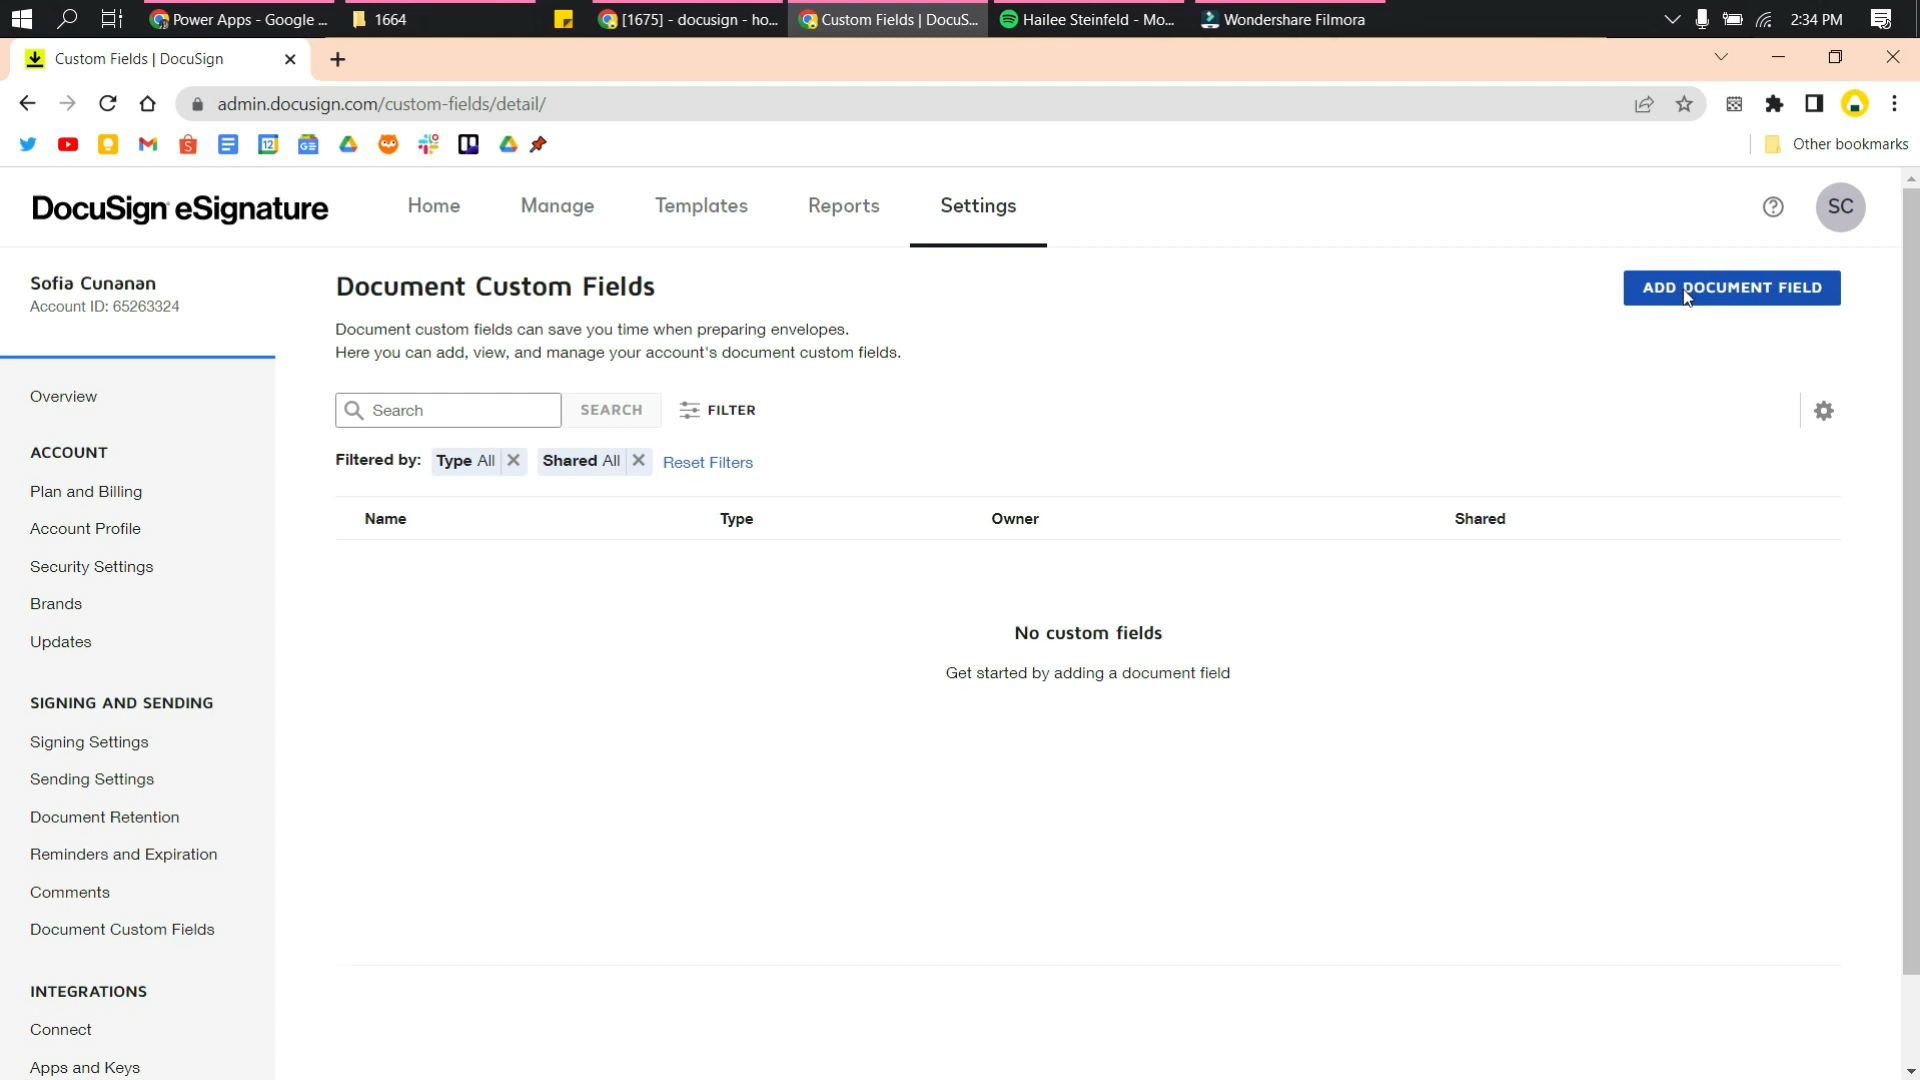 Power Apps - Google ...
1664
[1675] - docusign - ho...
Custom Fields | DocuS...
Hailee Steinfeld - Mo...
Wondershare Filmora
2:34 PM
Custom Fields | DocuSign
admin.docusign.com/custom-fields/detail/
Other bookmarks
DocuSign eSignature
Home
Manage
Templates
Reports
Settings
SC
Sofia Cunanan
Account ID: 65263324
Overview
ACCOUNT
Plan and Billing
Account Profile
Security Settings
Brands
Updates
SIGNING AND SENDING
Signing Settings
Sending Settings
Document Retention
Reminders and Expiration
Comments
Document Custom Fields
INTEGRATIONS
Connect
Apps and Keys
Document Custom Fields
ADD DOCUMENT FIELD
Document custom fields can save you time when preparing envelopes.
Here you can add, view, and manage your account's document custom fields.
Search
SEARCH
FILTER
Filtered by: Type All Shared All Reset Filters
Name Type Owner Shared
No custom fields
Get started by adding a document field